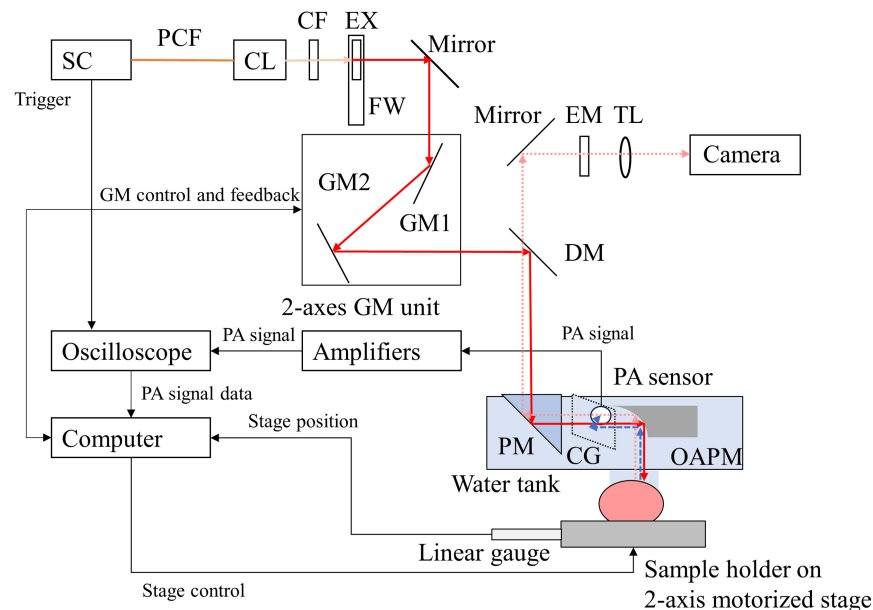 PCF
CF
EX
Mirror
SC
CL
FW
Trigger
Mirror
EM
TL
Camera
GM2
GM control and feedback
GM1
DM
2-axes GM unit
PA signal
PA signal
Oscilloscope
Amplifiers
PA sensor
PA signal data
Stage position
Computer
PM
CG
OAPM
Water tank
Linear gauge
Stage control
Sample holder on
2-axis motorized stage